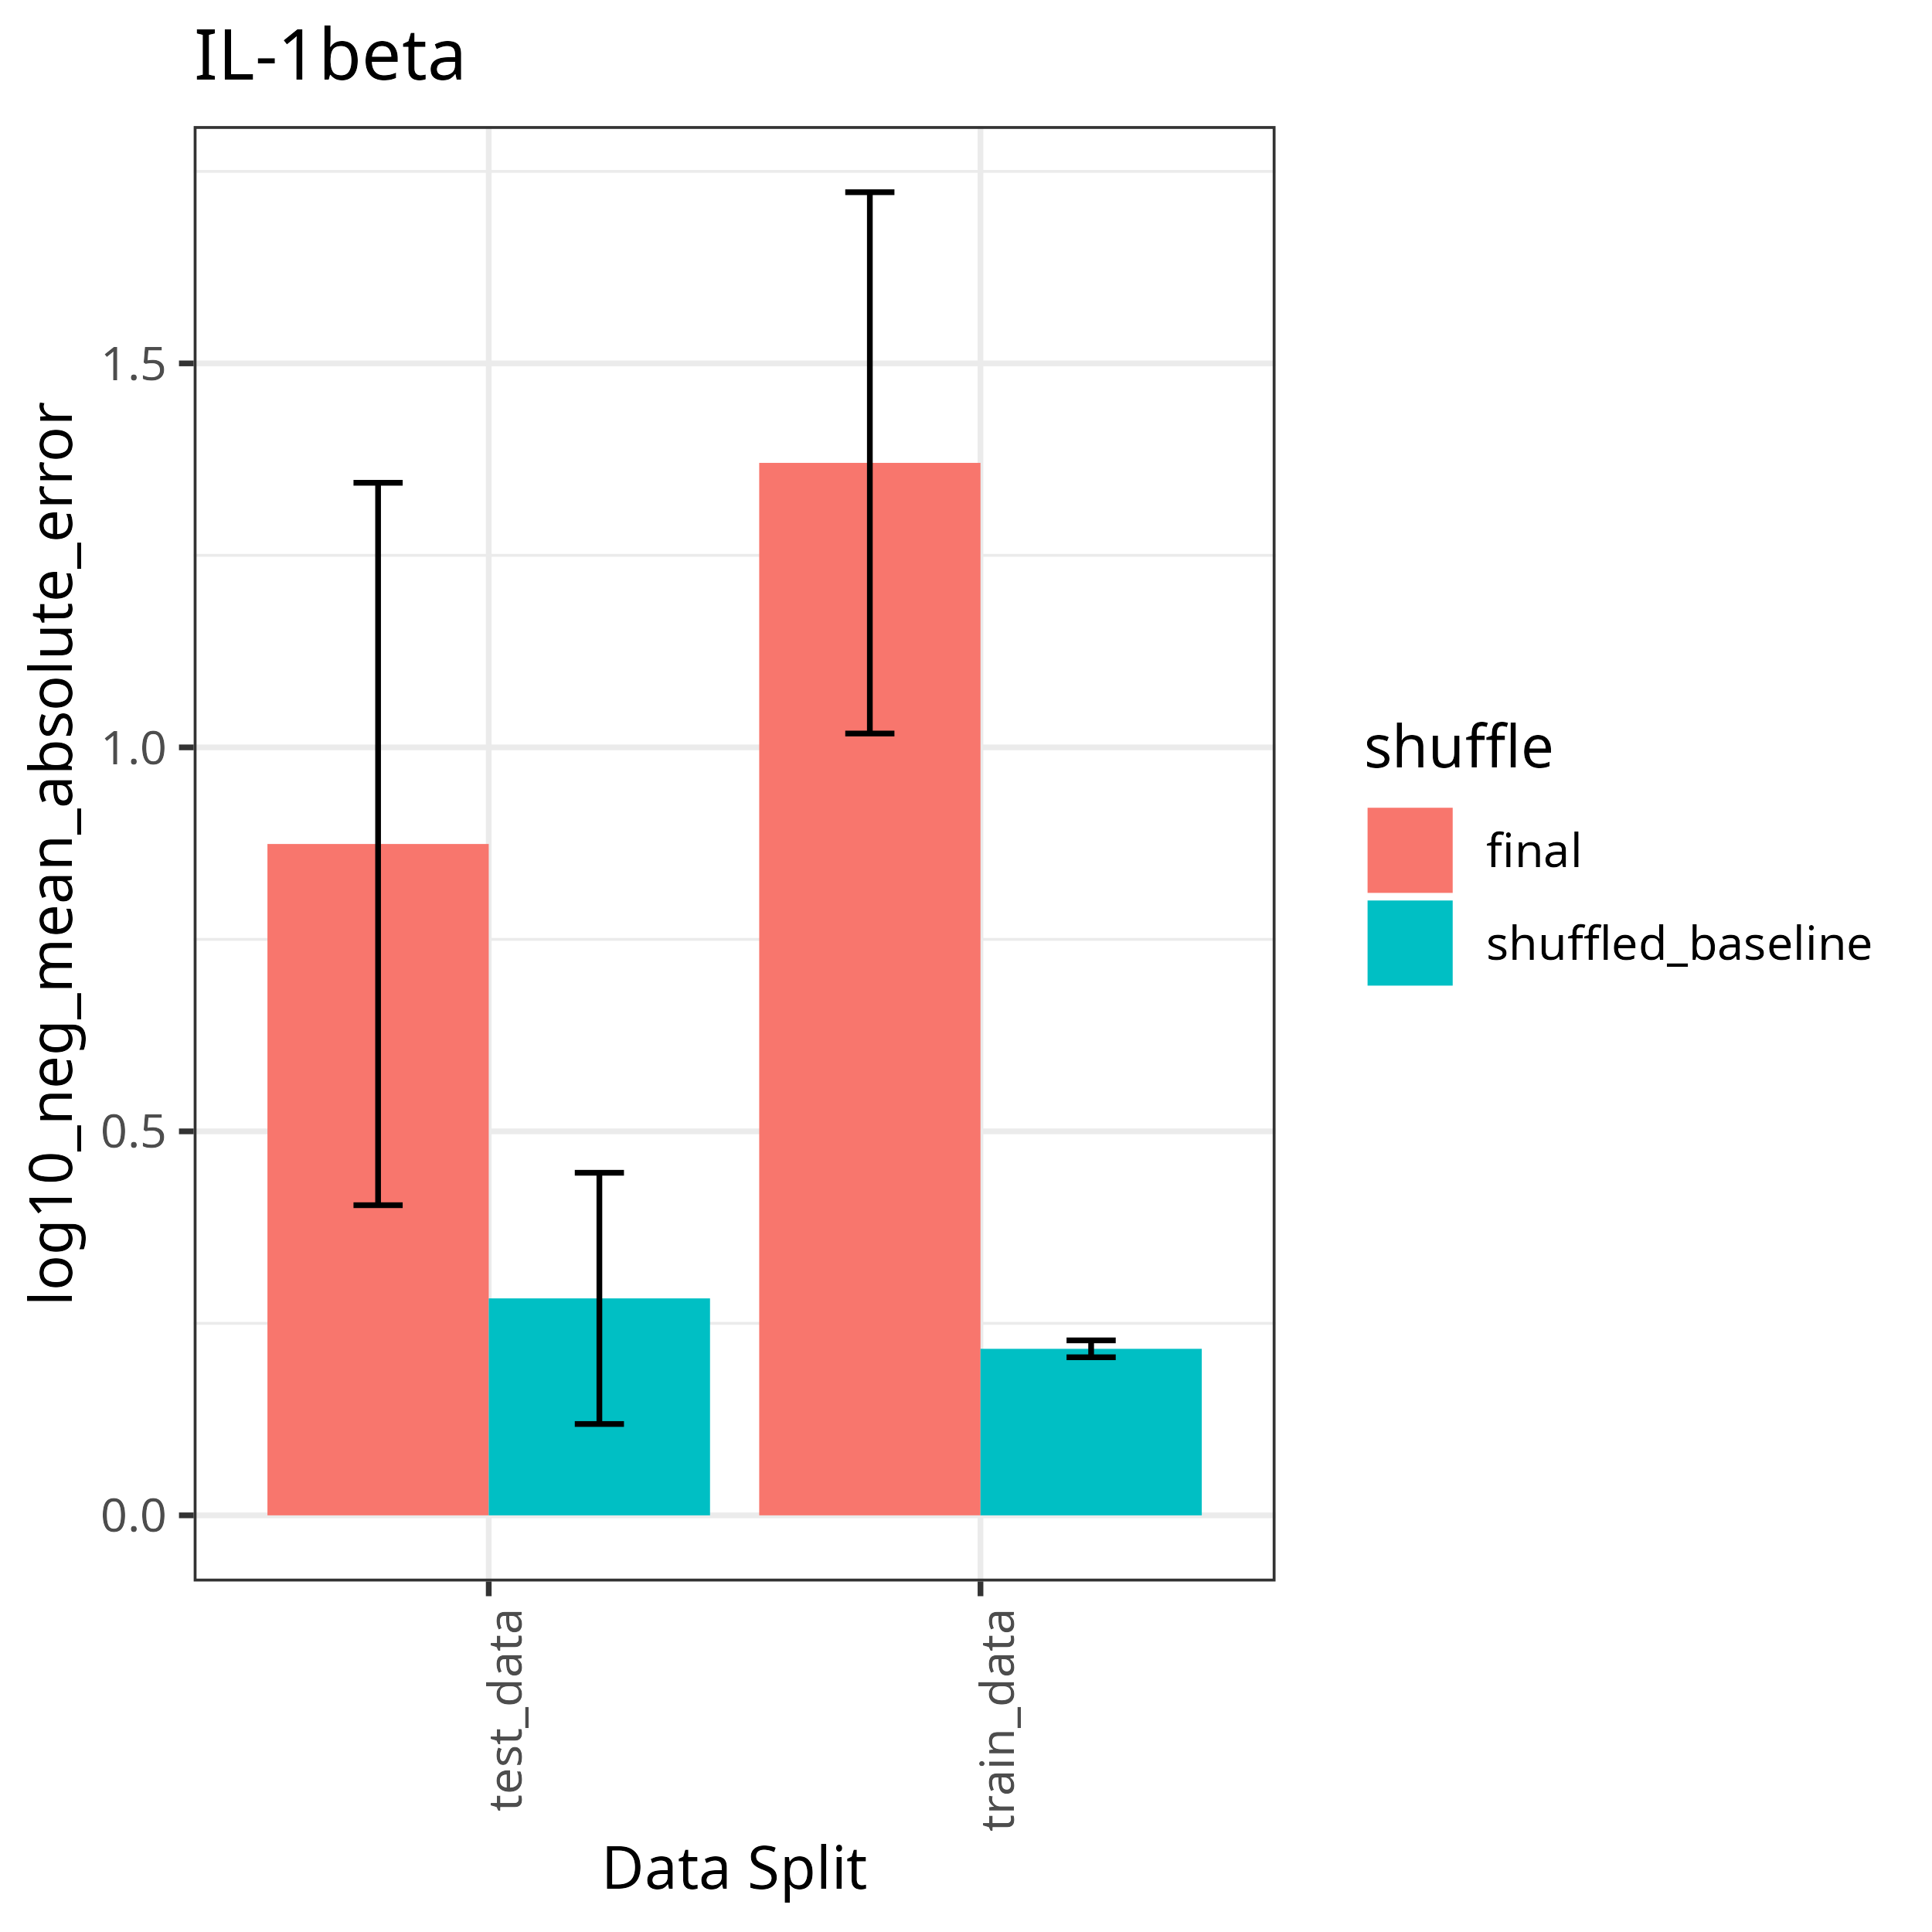 IL-1beta
log10_neg_mean_absolute_error
1.5
1.0
0.5
0.0
test_data
train_data
Data Split
shuffle
final
shuffled_baseline